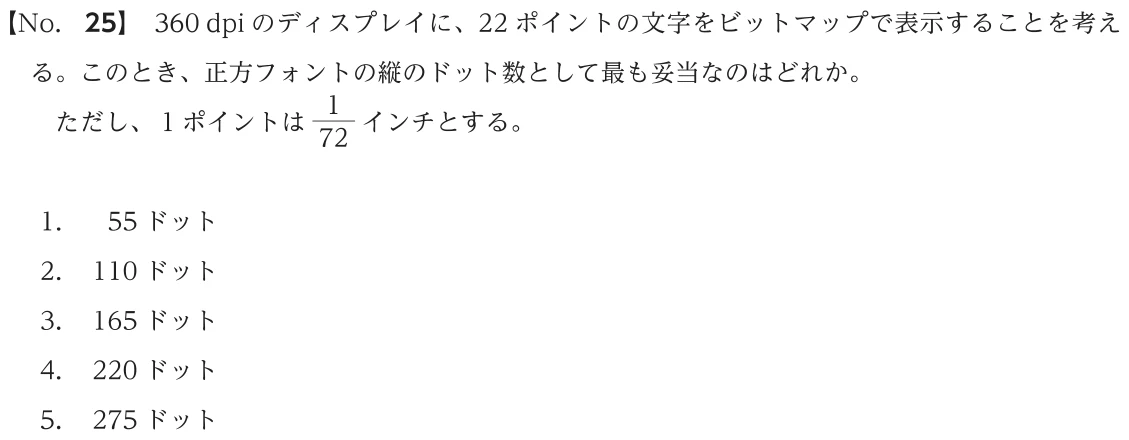 【No. 25】 360 dpi のディスプレイに、22 ポイントの文字をビットマップで表示することを考え
る。このとき、正方フォントの縦のドット数として最も妥当なのはどれか。
ただし、1 ポイントは 1/72 インチとする。
1. 55 ドット
2. 110 ドット
3. 165 ドット
4. 220 ドット
5. 275 ドット